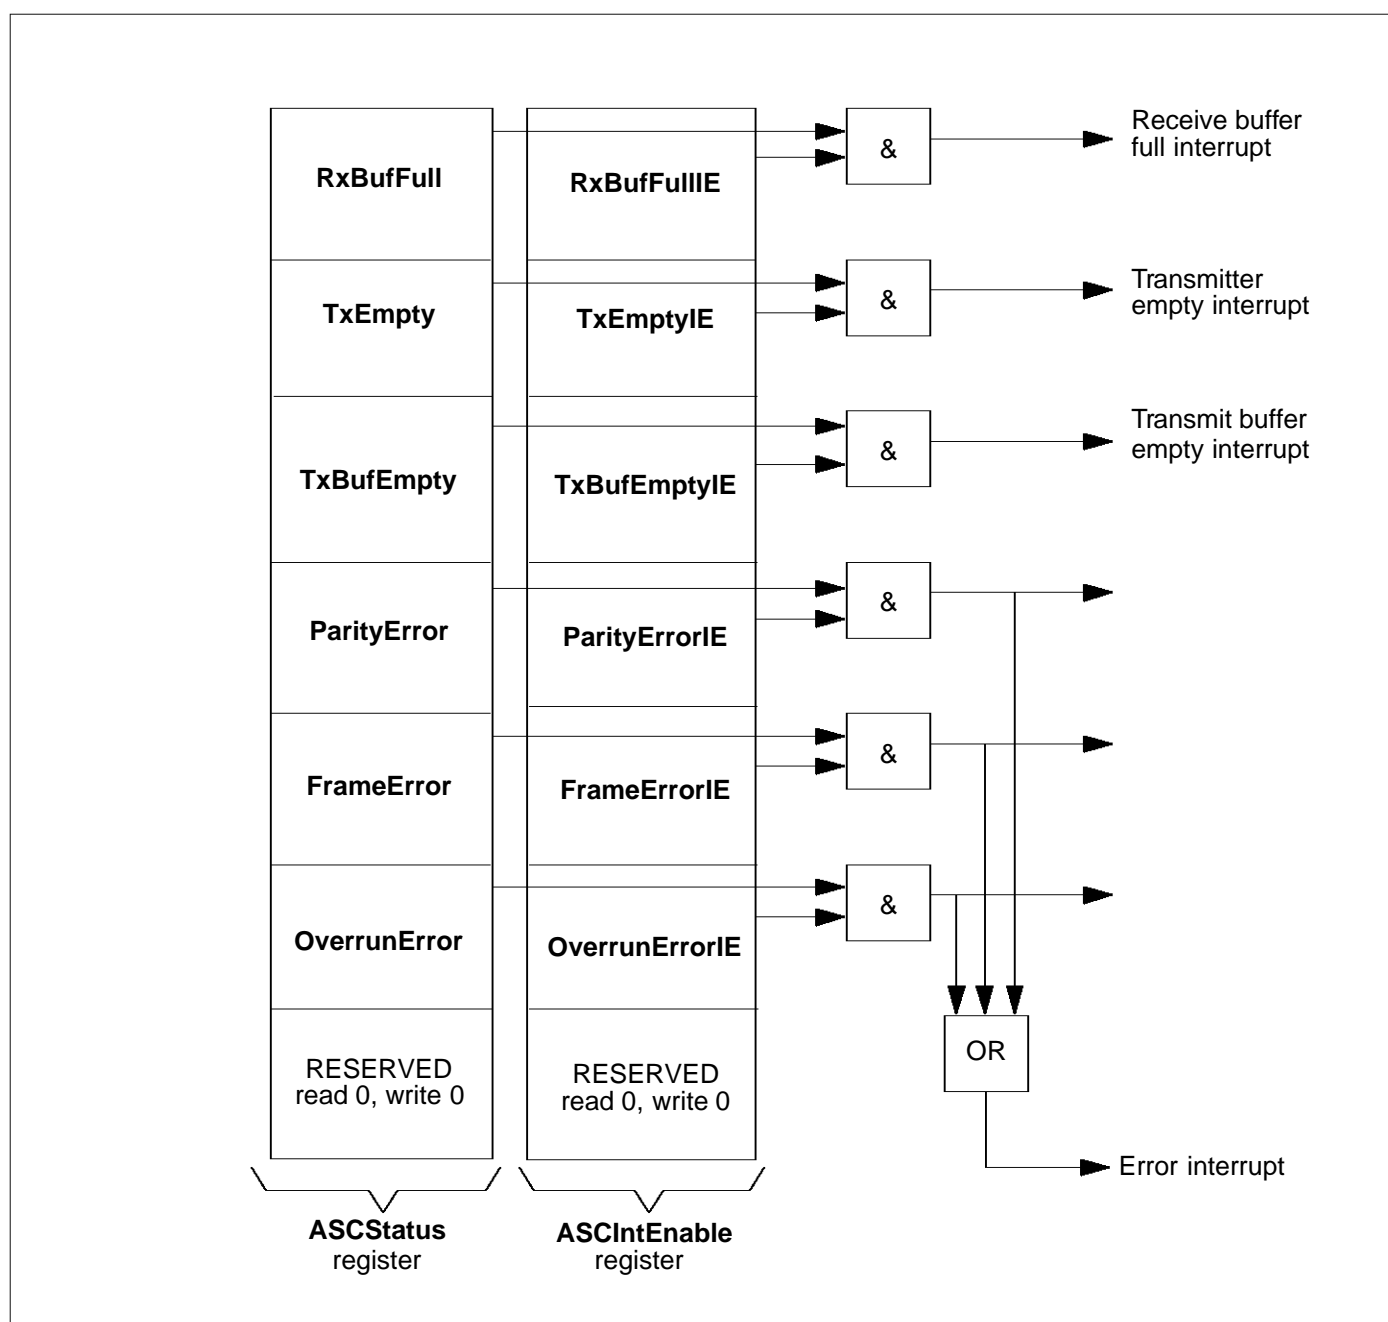 RxBufFull
RxBufFullIE
&
Receive buffer
full interrupt
TxEmpty
TxEmptyIE
&
Transmitter
empty interrupt
TxBufEmpty
TxBufEmptyIE
&
Transmit buffer
empty interrupt
ParityError
ParityErrorIE
&
FrameError
FrameErrorIE
&
OverrunError
OverrunErrorIE
&
OR
RESERVED
read 0, write 0
RESERVED
read 0, write 0
Error interrupt
ASCStatus
register
ASCIntEnable
register